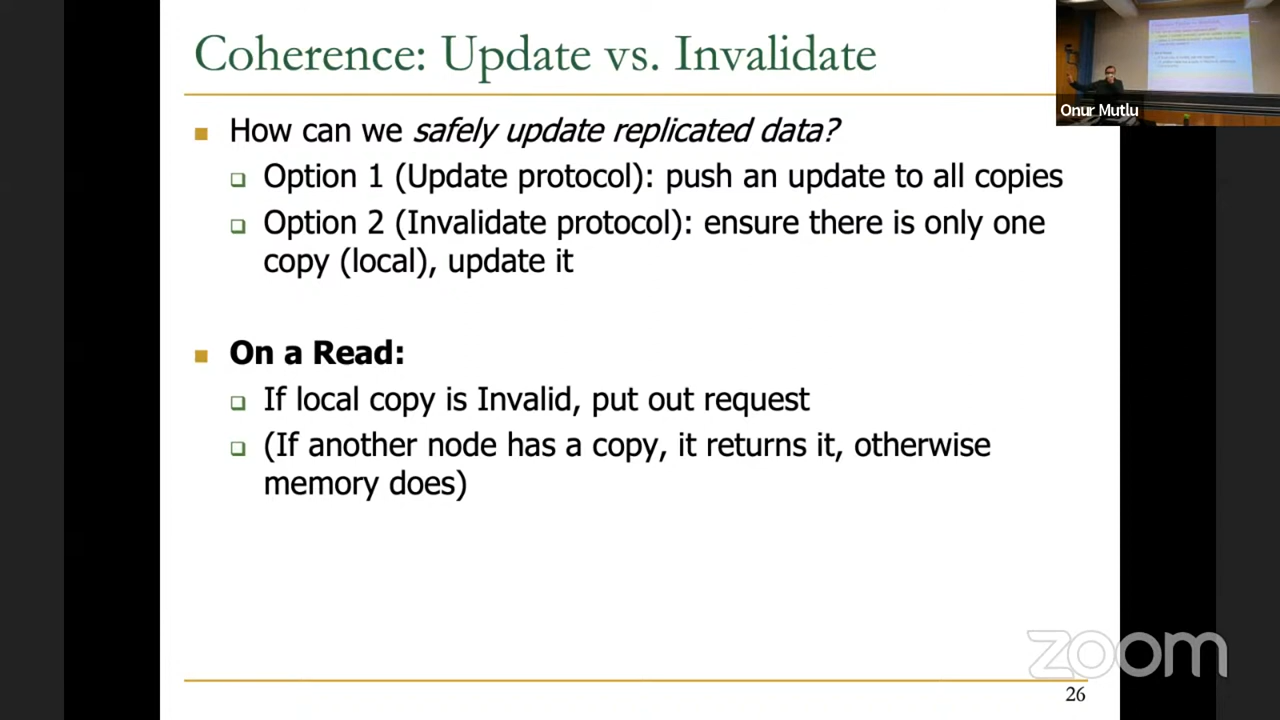 Coherence: Update vs. Invalidate
Onur Mutlu
How can we safely update replicated data?
Option 1 (Update protocol): push an update to all copies
Option 2 (Invalidate protocol): ensure there is only one
copy (local), update it
On a Read:
If local copy is Invalid, put out request
(If another node has a copy, it returns it, otherwise
memory does)
zoom
26